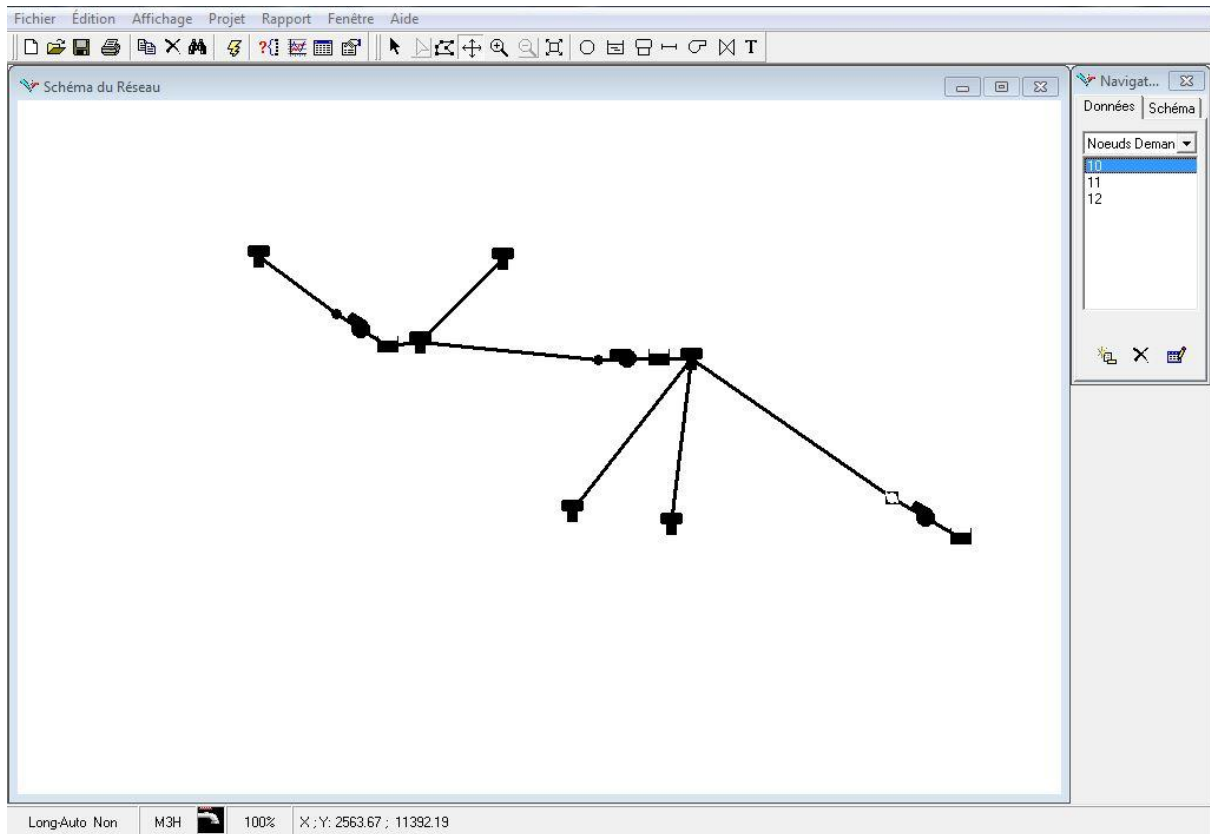 Fichier Édition Affichage Projet Rapport Fenêtre Aide
T
Schéma du Réseau
Navigat...
Données Schéma
Noeuds Deman
10
11
12
Long-Auto Non M3H 100% X ; Y: 2563.67 ; 11392.19